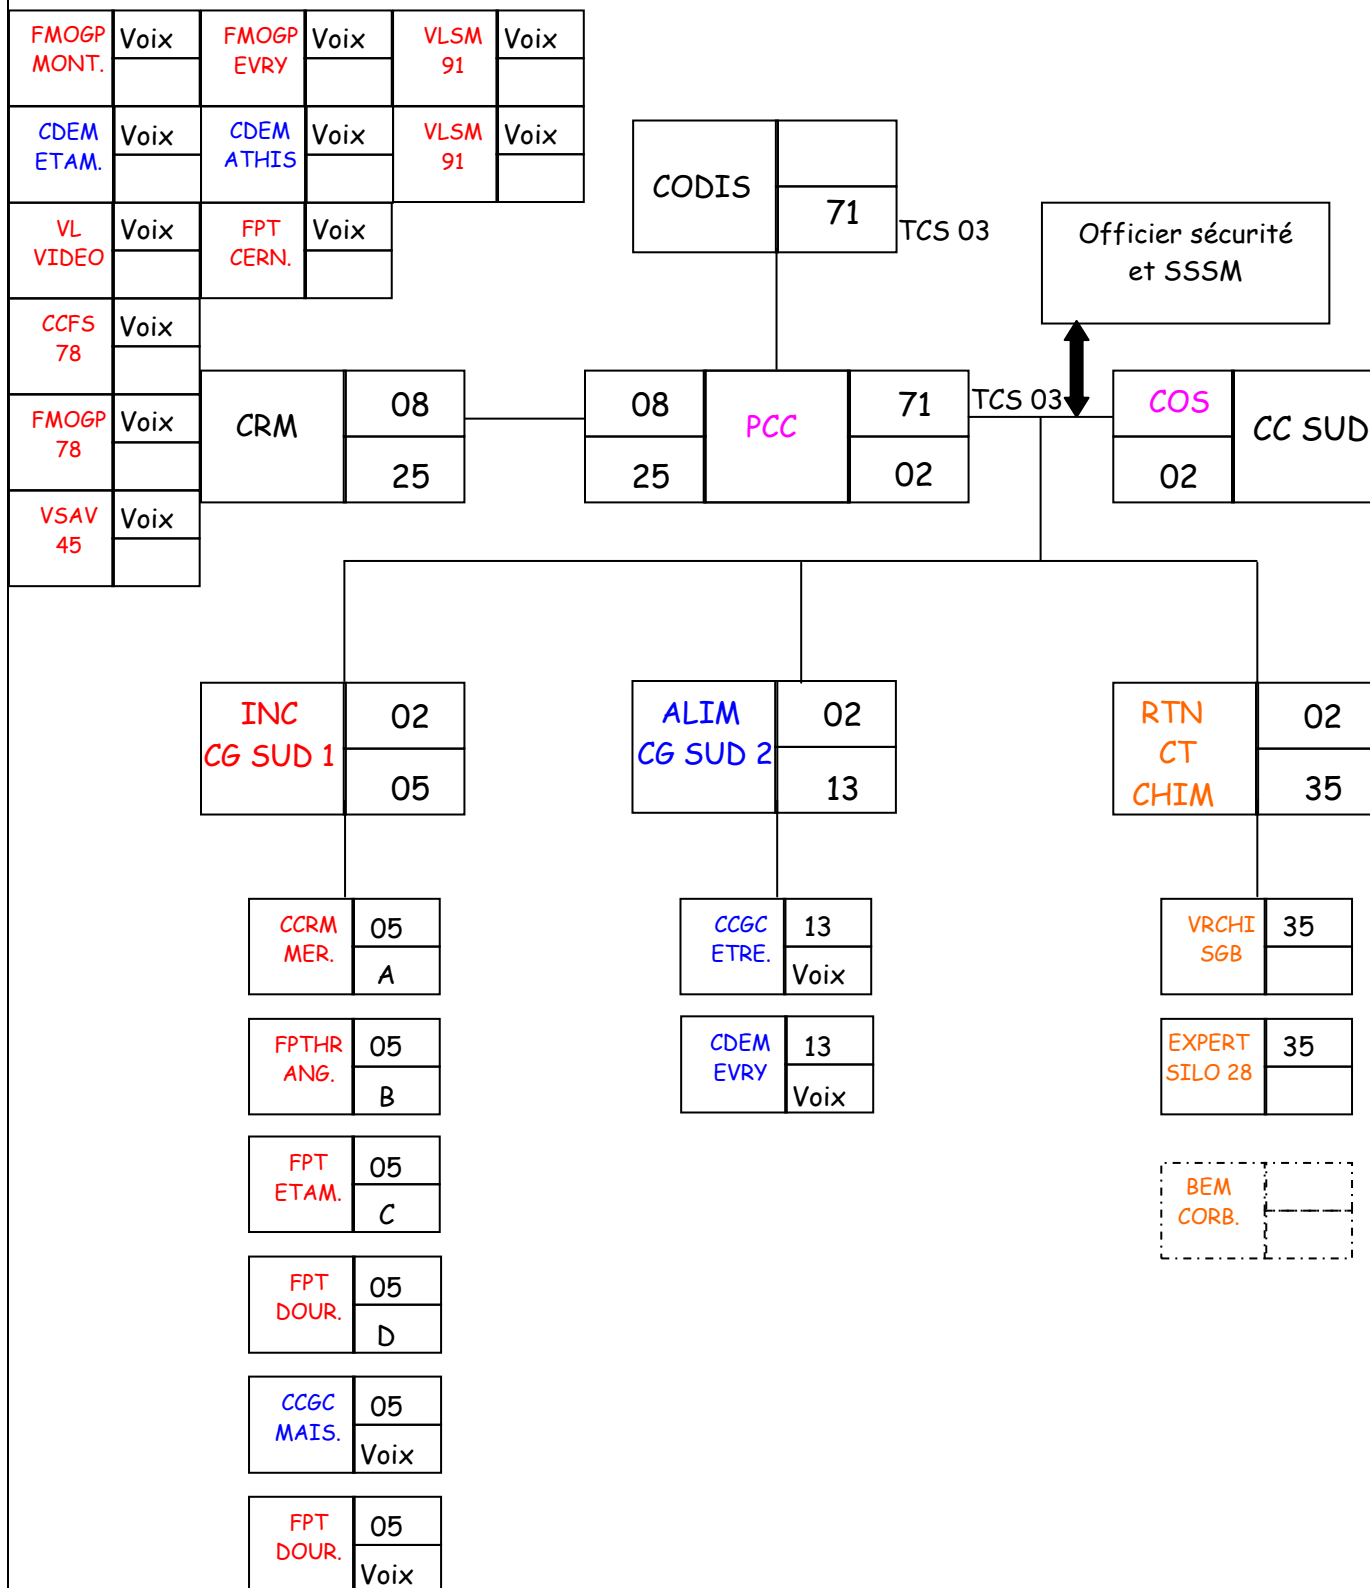 FMOGP
MONT.
Voix
FMOGP
EVRY
Voix
VLSM
91
Voix
CDEM
ETAM.
Voix
CDEM
ATHIS
Voix
VLSM
91
Voix
VL
VIDEO
Voix
FPT
CERN.
Voix
CCFS
78
Voix
FMOGP
78
Voix
VSAV
45
Voix
CODIS
71
TCS 03
Officier sécurité
et SSSM
CRM
08
25
08
25
PCC
71
02
TCS 03
COS
02
CC SUD
INC
CG SUD 1
02
05
ALIM
CG SUD 2
02
13
RTN
CT
CHIM
02
35
CCRM
MER.
05
A
FPTHR
ANG.
05
B
FPT
ETAM.
05
C
FPT
DOUR.
05
D
CCGC
MAIS.
05
Voix
FPT
DOUR.
05
Voix
CCGC
ETRE.
13
Voix
CDEM
EVRY
13
Voix
VRCHI
SGB
35
EXPERT
SILO 28
35
BEM
CORB.